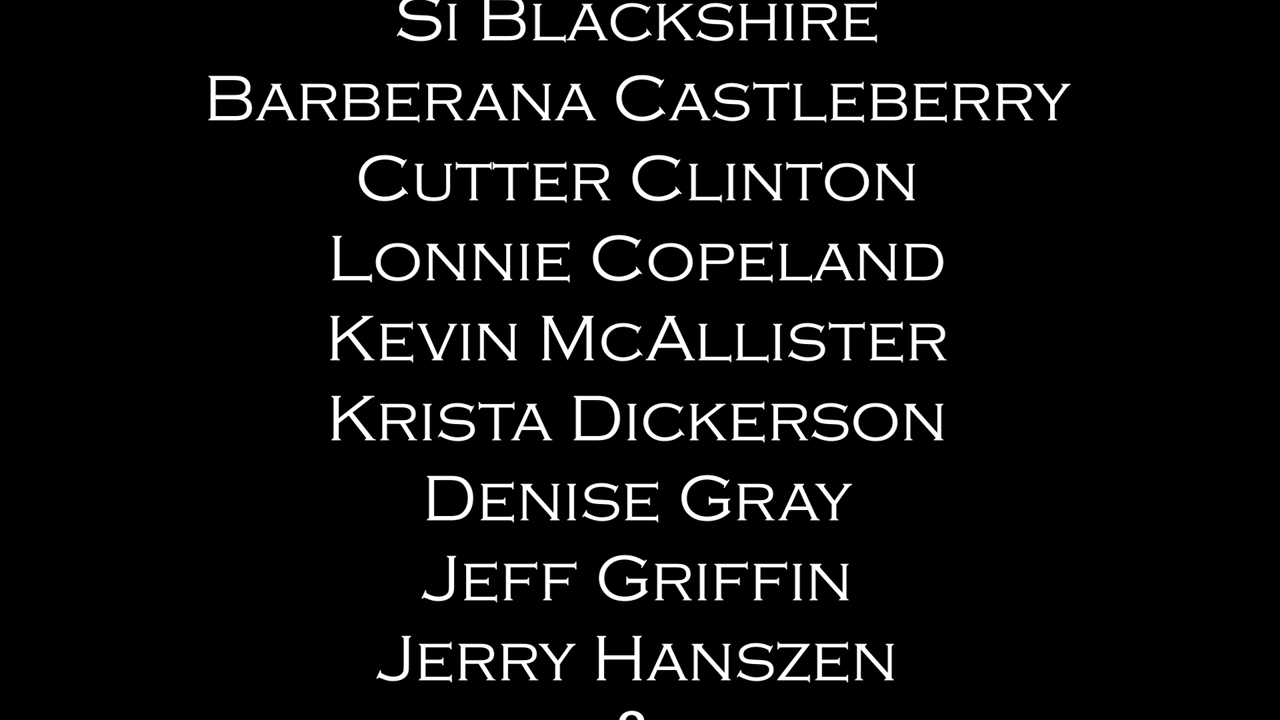 Si Blackshire
Barberana Castleberry
Cutter Clinton
Lonnie Copeland
Kevin McAllister
Krista Dickerson
Denise Gray
Jeff Griffin
Jerry Hanszen